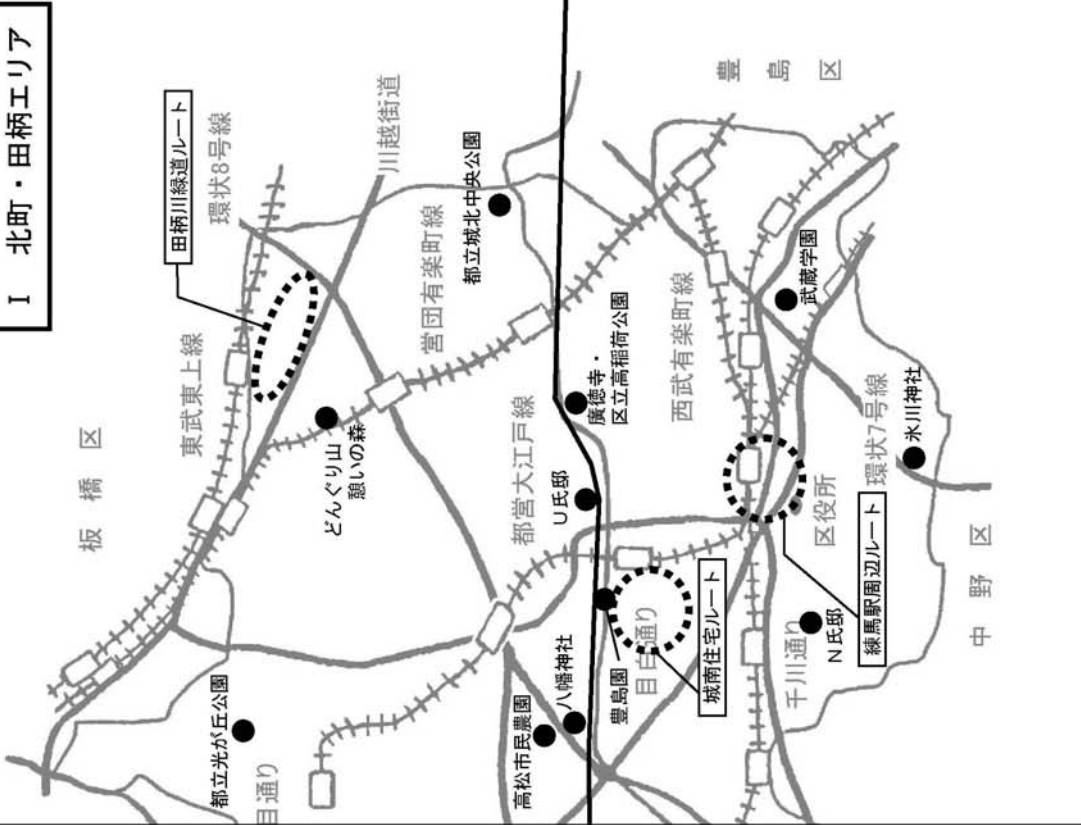 I　北町・田柄エリア
板橋区
豊島区
中野区
田柄川緑道ルート
環状8号線
川越街道
東武東上線
営団有楽町線
都立城北中央公園
どんぐり山
憩いの森
都立光が丘公園
目通り
都営大江戸線
西武有楽町線
廣徳寺・
区立高稲荷公園
U氏邸
高松市民農園
八幡神社
豊島園
目白通り
城南住宅ルート
武蔵学園
環状7号線
氷川神社
区役所
練馬駅周辺ルート
千川通り
N氏邸